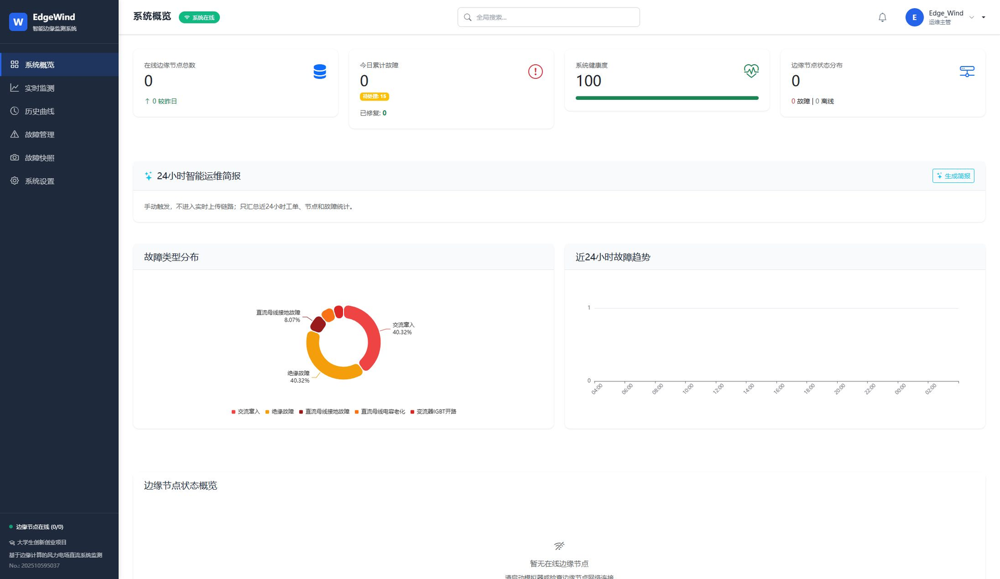 W
EdgeWind
智能边缘监测系统
系统概览
实时监测
历史曲线
故障管理
故障快照
系统设置
边缘节点在线 (0/0)
大学生创新创业项目
基于边缘计算的风力电场直流系统监测
No.: 202510595037
系统概览
系统在线
全局搜索...
E
Edge_Wind
运维主管
在线边缘节点总数
0
↑ 0 较昨日
今日累计故障
0
待处理: 15
已修复: 0
系统健康度
100
边缘节点状态分布
0
0 故障 | 0 离线
24小时智能运维简报
生成简报
手动触发，不进入实时上传链路；只汇总近24小时工单、节点和故障统计。
故障类型分布
直流母线接地故障
8.07%
交流窜入
40.32%
绝缘故障
40.32%
交流窜入 绝缘故障 直流母线接地故障 直流母线电容老化 变流器IGBT开路
近24小时故障趋势
1
0
04:00 06:00 08:00 10:00 12:00 14:00 16:00 18:00 20:00 22:00 00:00 02:00
边缘节点状态概览
暂无在线边缘节点
请启动模拟器或检查边缘节点网络连接